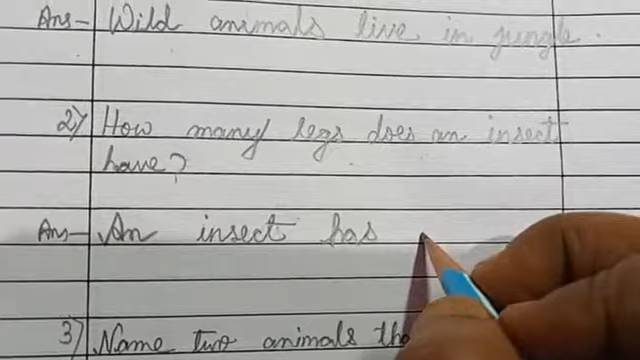 Ans- Wild animals live in jungle.
2) How many legs does an insect
have?
Ans- An insect has
3) Name two animals